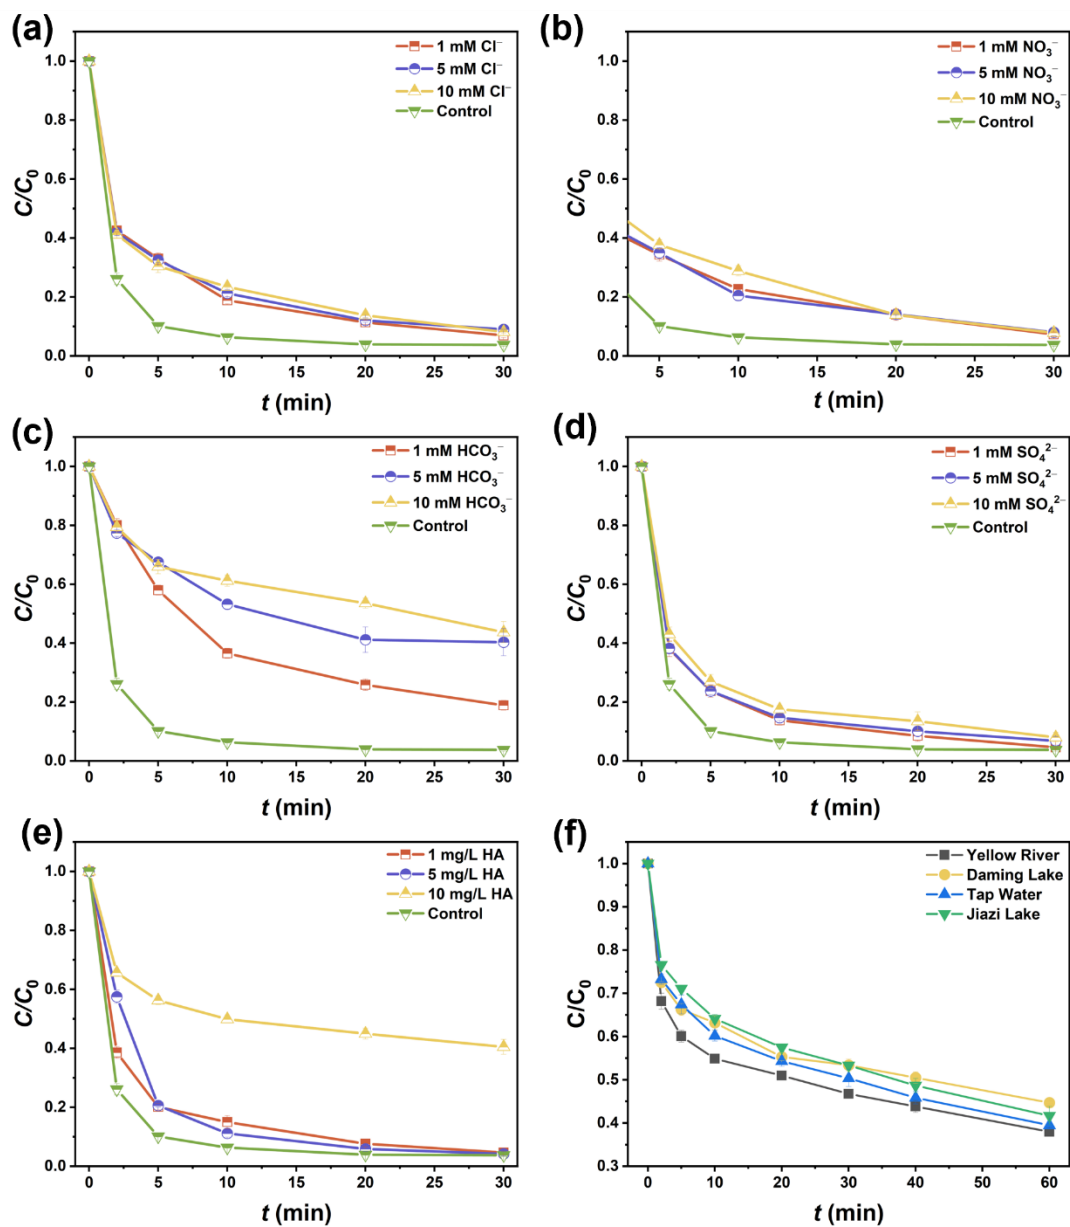 (a)
1 mM Cl⁻
5 mM Cl⁻
10 mM Cl⁻
Control
C/C₀
1.0
0.8
0.6
0.4
0.2
0.0
0 5 10 15 20 25 30
t (min)
(b)
1 mM NO₃⁻
5 mM NO₃⁻
10 mM NO₃⁻
Control
C/C₀
1.0
0.8
0.6
0.4
0.2
0.0
5 10 15 20 25 30
t (min)
(c)
1 mM HCO₃⁻
5 mM HCO₃⁻
10 mM HCO₃⁻
Control
C/C₀
1.0
0.8
0.6
0.4
0.2
0.0
0 5 10 15 20 25 30
t (min)
(d)
1 mM SO₄²⁻
5 mM SO₄²⁻
10 mM SO₄²⁻
Control
C/C₀
1.0
0.8
0.6
0.4
0.2
0.0
0 5 10 15 20 25 30
t (min)
(e)
1 mg/L HA
5 mg/L HA
10 mg/L HA
Control
C/C₀
1.0
0.8
0.6
0.4
0.2
0.0
0 5 10 15 20 25 30
t (min)
(f)
Yellow River
Daming Lake
Tap Water
Jiazi Lake
C/C₀
1.0
0.9
0.8
0.7
0.6
0.5
0.4
0.3
0 10 20 30 40 50 60
t (min)